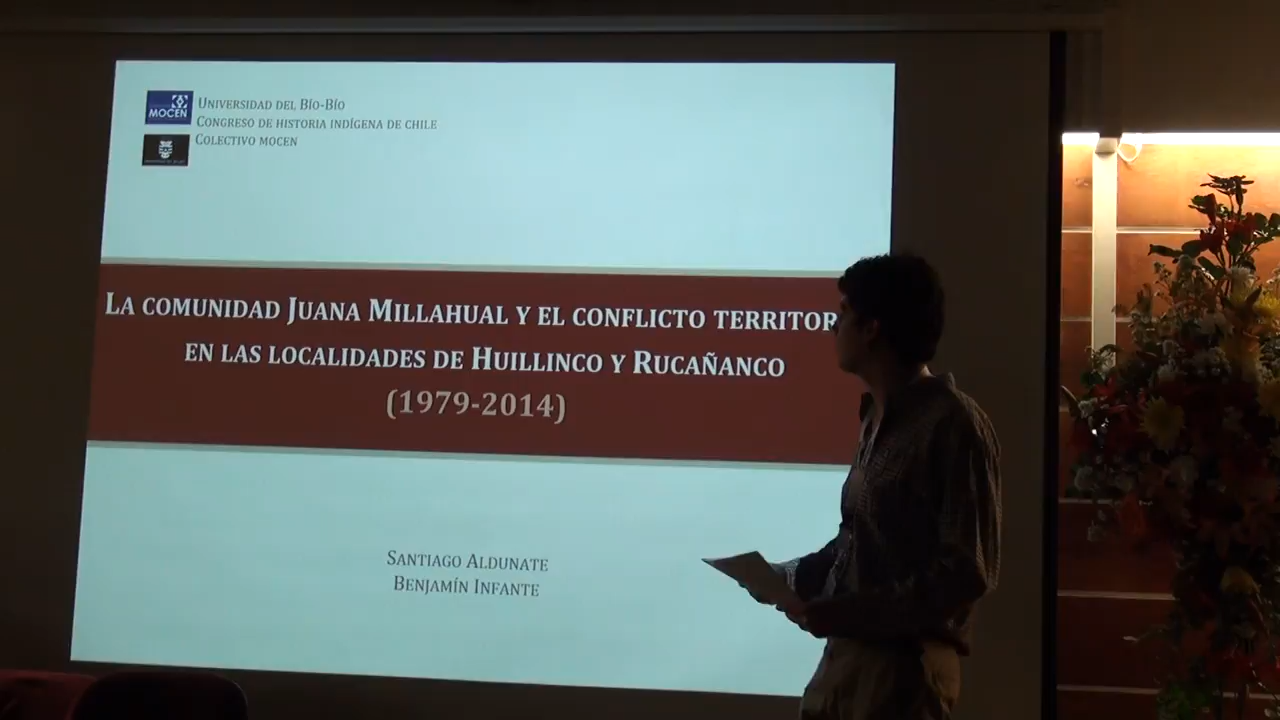 MOCEN
UNIVERSIDAD DEL BÍO-BÍO
CONGRESO DE HISTORIA INDÍGENA DE CHILE
COLECTIVO MOCEN
LA COMUNIDAD JUANA MILLAHUAL Y EL CONFLICTO TERRITOR
EN LAS LOCALIDADES DE HUILLINCO Y RUCAÑANCO
(1979-2014)
SANTIAGO ALDUNATE
BENJAMÍN INFANTE